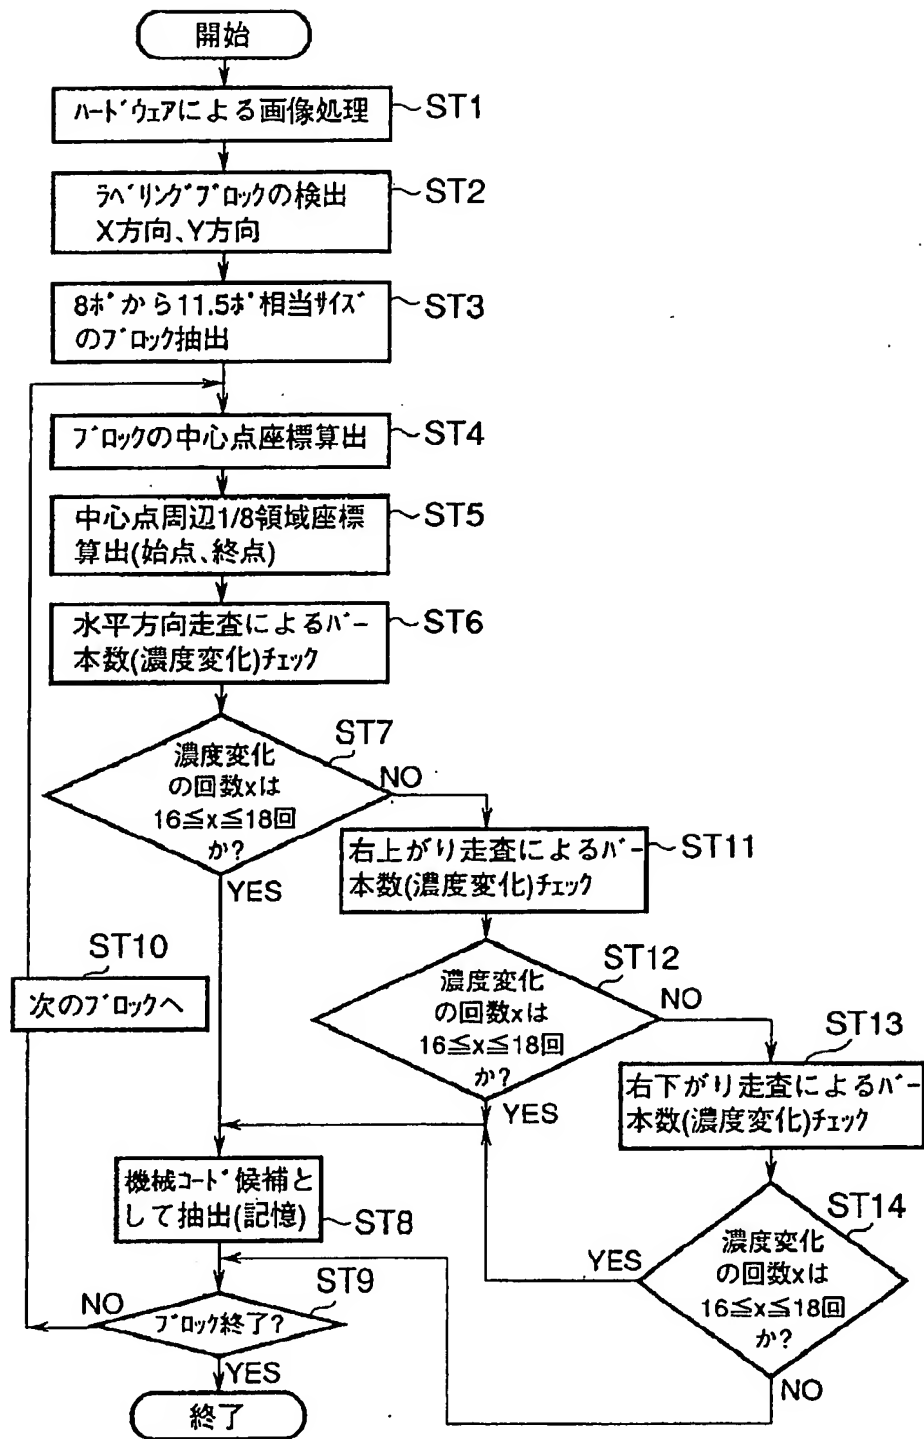 開始
ﾊｰﾄﾞｳｪｱによる画像処理
ST1
ﾗﾍﾞﾘﾝｸﾞﾌﾞﾛｯｸの検出
X方向、Y方向
ST2
8ﾎﾟから11.5ﾎﾟ相当ｻｲｽﾞ
のﾌﾞﾛｯｸ抽出
ST3
ﾌﾞﾛｯｸの中心点座標算出
ST4
中心点周辺1/8領域座標
算出(始点、終点)
ST5
水平方向走査によるﾊﾞｰ
本数(濃度変化)ﾁｪｯｸ
ST6
ST7
濃度変化
の回数xは
16≦x≦18回
か?
NO
YES
右上がり走査によるﾊﾞｰ
本数(濃度変化)ﾁｪｯｸ
ST11
ST10
次のﾌﾞﾛｯｸへ
ST12
濃度変化
の回数xは
16≦x≦18回
か?
NO
YES
ST13
右下がり走査によるﾊﾞｰ
本数(濃度変化)ﾁｪｯｸ
機械ｺｰﾄﾞ候補と
して抽出(記憶)
ST8
ST14
濃度変化
の回数xは
16≦x≦18回
か?
YES
NO
ST9
ﾌﾞﾛｯｸ終了?
NO
YES
終了